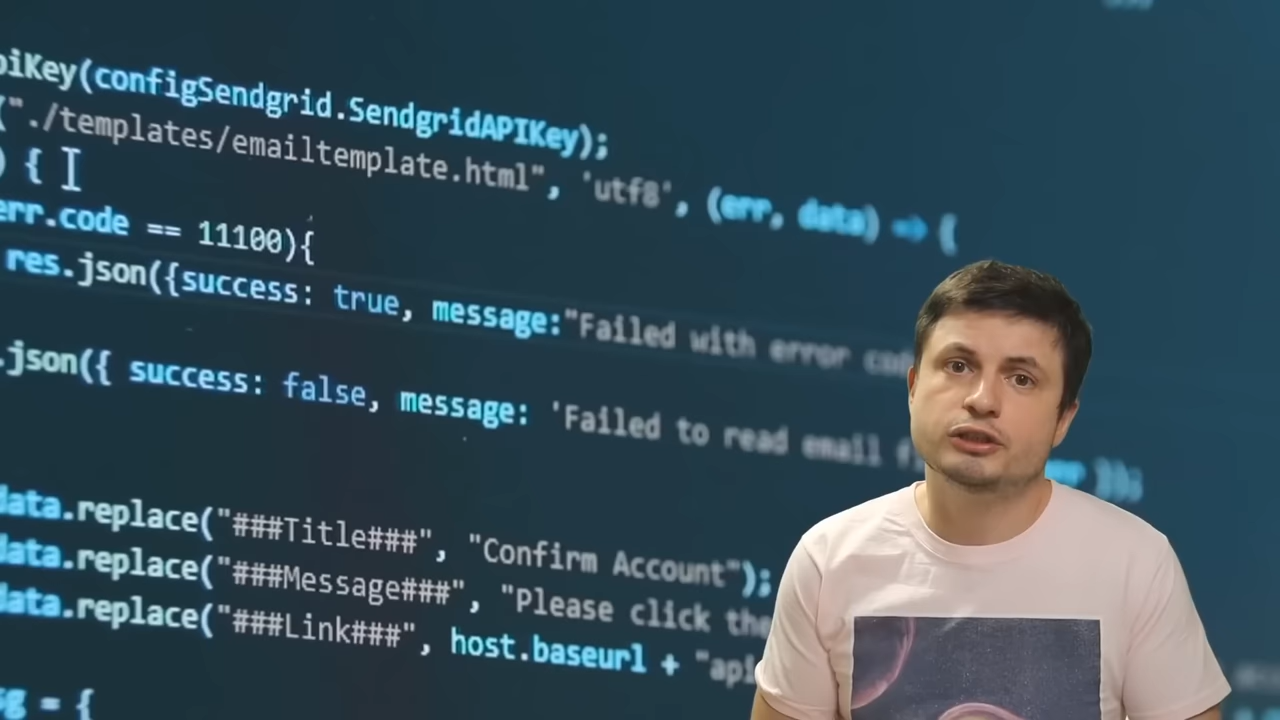 piKey(configSendgrid.SendgridAPIKey);
("./templates/emailtemplate.html", 'utf8', (err, data) => {
) {
err.code == 11100){
res.json({success: true, message:"Failed with error
.json({ success: false, message: 'Failed to read email
data.replace("###Title###", "Confirm Account");
data.replace("###Message###", "Please click the
data.replace("###Link###", host.baseurl + "api
= {